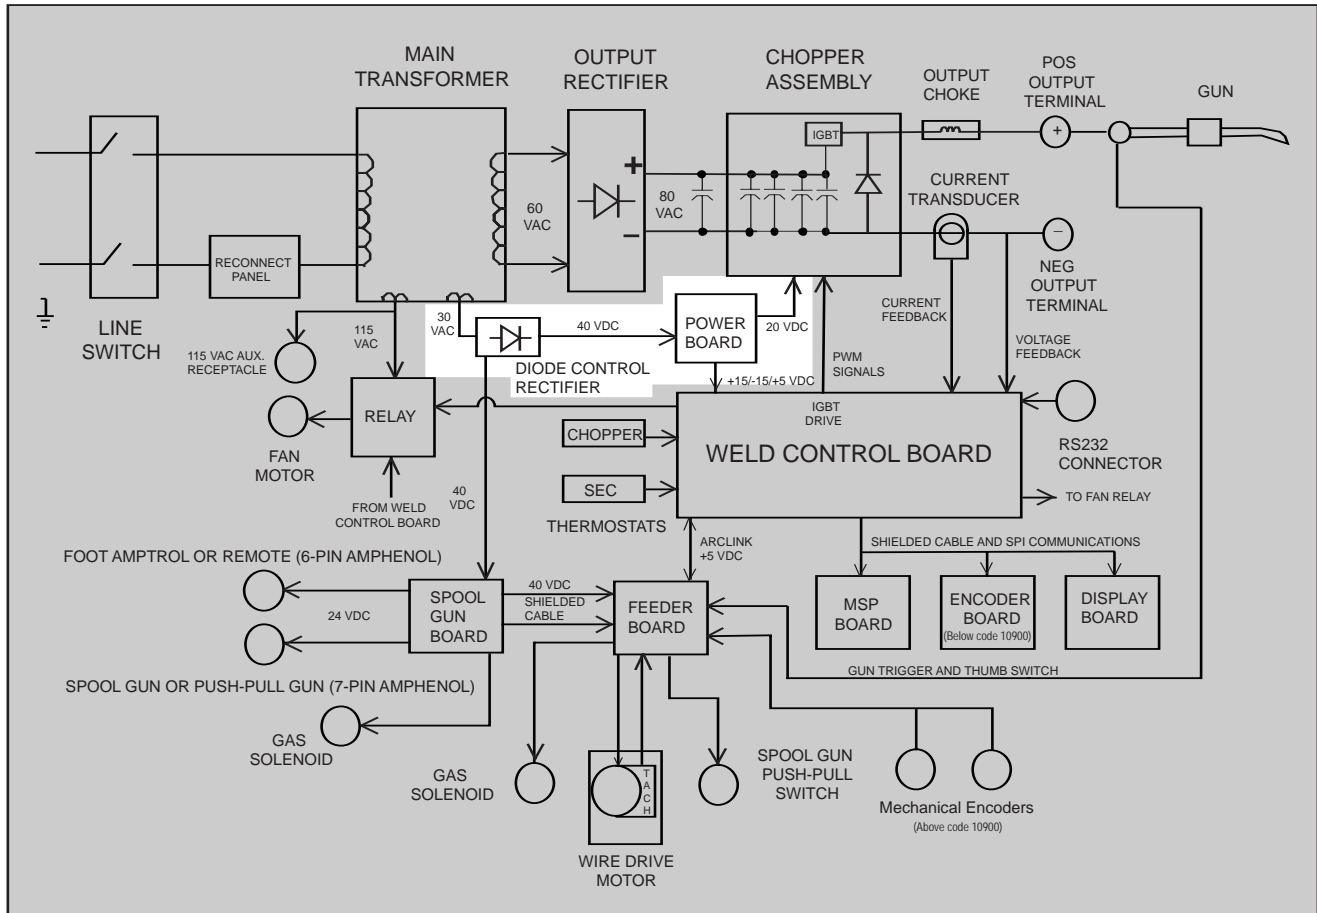 MAIN
TRANSFORMER
OUTPUT
RECTIFIER
CHOPPER
ASSEMBLY
OUTPUT
CHOKE
POS
OUTPUT
TERMINAL
GUN
IGBT
+
+
60
VAC
80
VAC
CURRENT
TRANSDUCER
RECONNECT
PANEL
–
–
NEG
OUTPUT
TERMINAL
LINE
SWITCH
115 VAC AUX.
RECEPTACLE
115
VAC
30
VAC
40 VDC
POWER
BOARD
20 VDC
CURRENT
FEEDBACK
VOLTAGE
FEEDBACK
DIODE CONTROL
RECTIFIER
+15/-15/+5 VDC
PWM
SIGNALS
RELAY
FAN
MOTOR
FROM WELD
CONTROL BOARD
40
VDC
CHOPPER
SEC
THERMOSTATS
IGBT
DRIVE
WELD CONTROL BOARD
RS232
CONNECTOR
TO FAN RELAY
ARCLINK
+5 VDC
SHIELDED CABLE AND SPI COMMUNICATIONS
FOOT AMPTROL OR REMOTE (6-PIN AMPHENOL)
24 VDC
SPOOL
GUN
BOARD
40 VDC
SHIELDED
CABLE
FEEDER
BOARD
MSP
BOARD
ENCODER
BOARD
(Below code 10900)
DISPLAY
BOARD
GUN TRIGGER AND THUMB SWITCH
SPOOL GUN OR PUSH-PULL GUN (7-PIN AMPHENOL)
GAS
SOLENOID
GAS
SOLENOID
TACH
WIRE DRIVE
MOTOR
SPOOL GUN
PUSH-PULL
SWITCH
Mechanical Encoders
(Above code 10900)